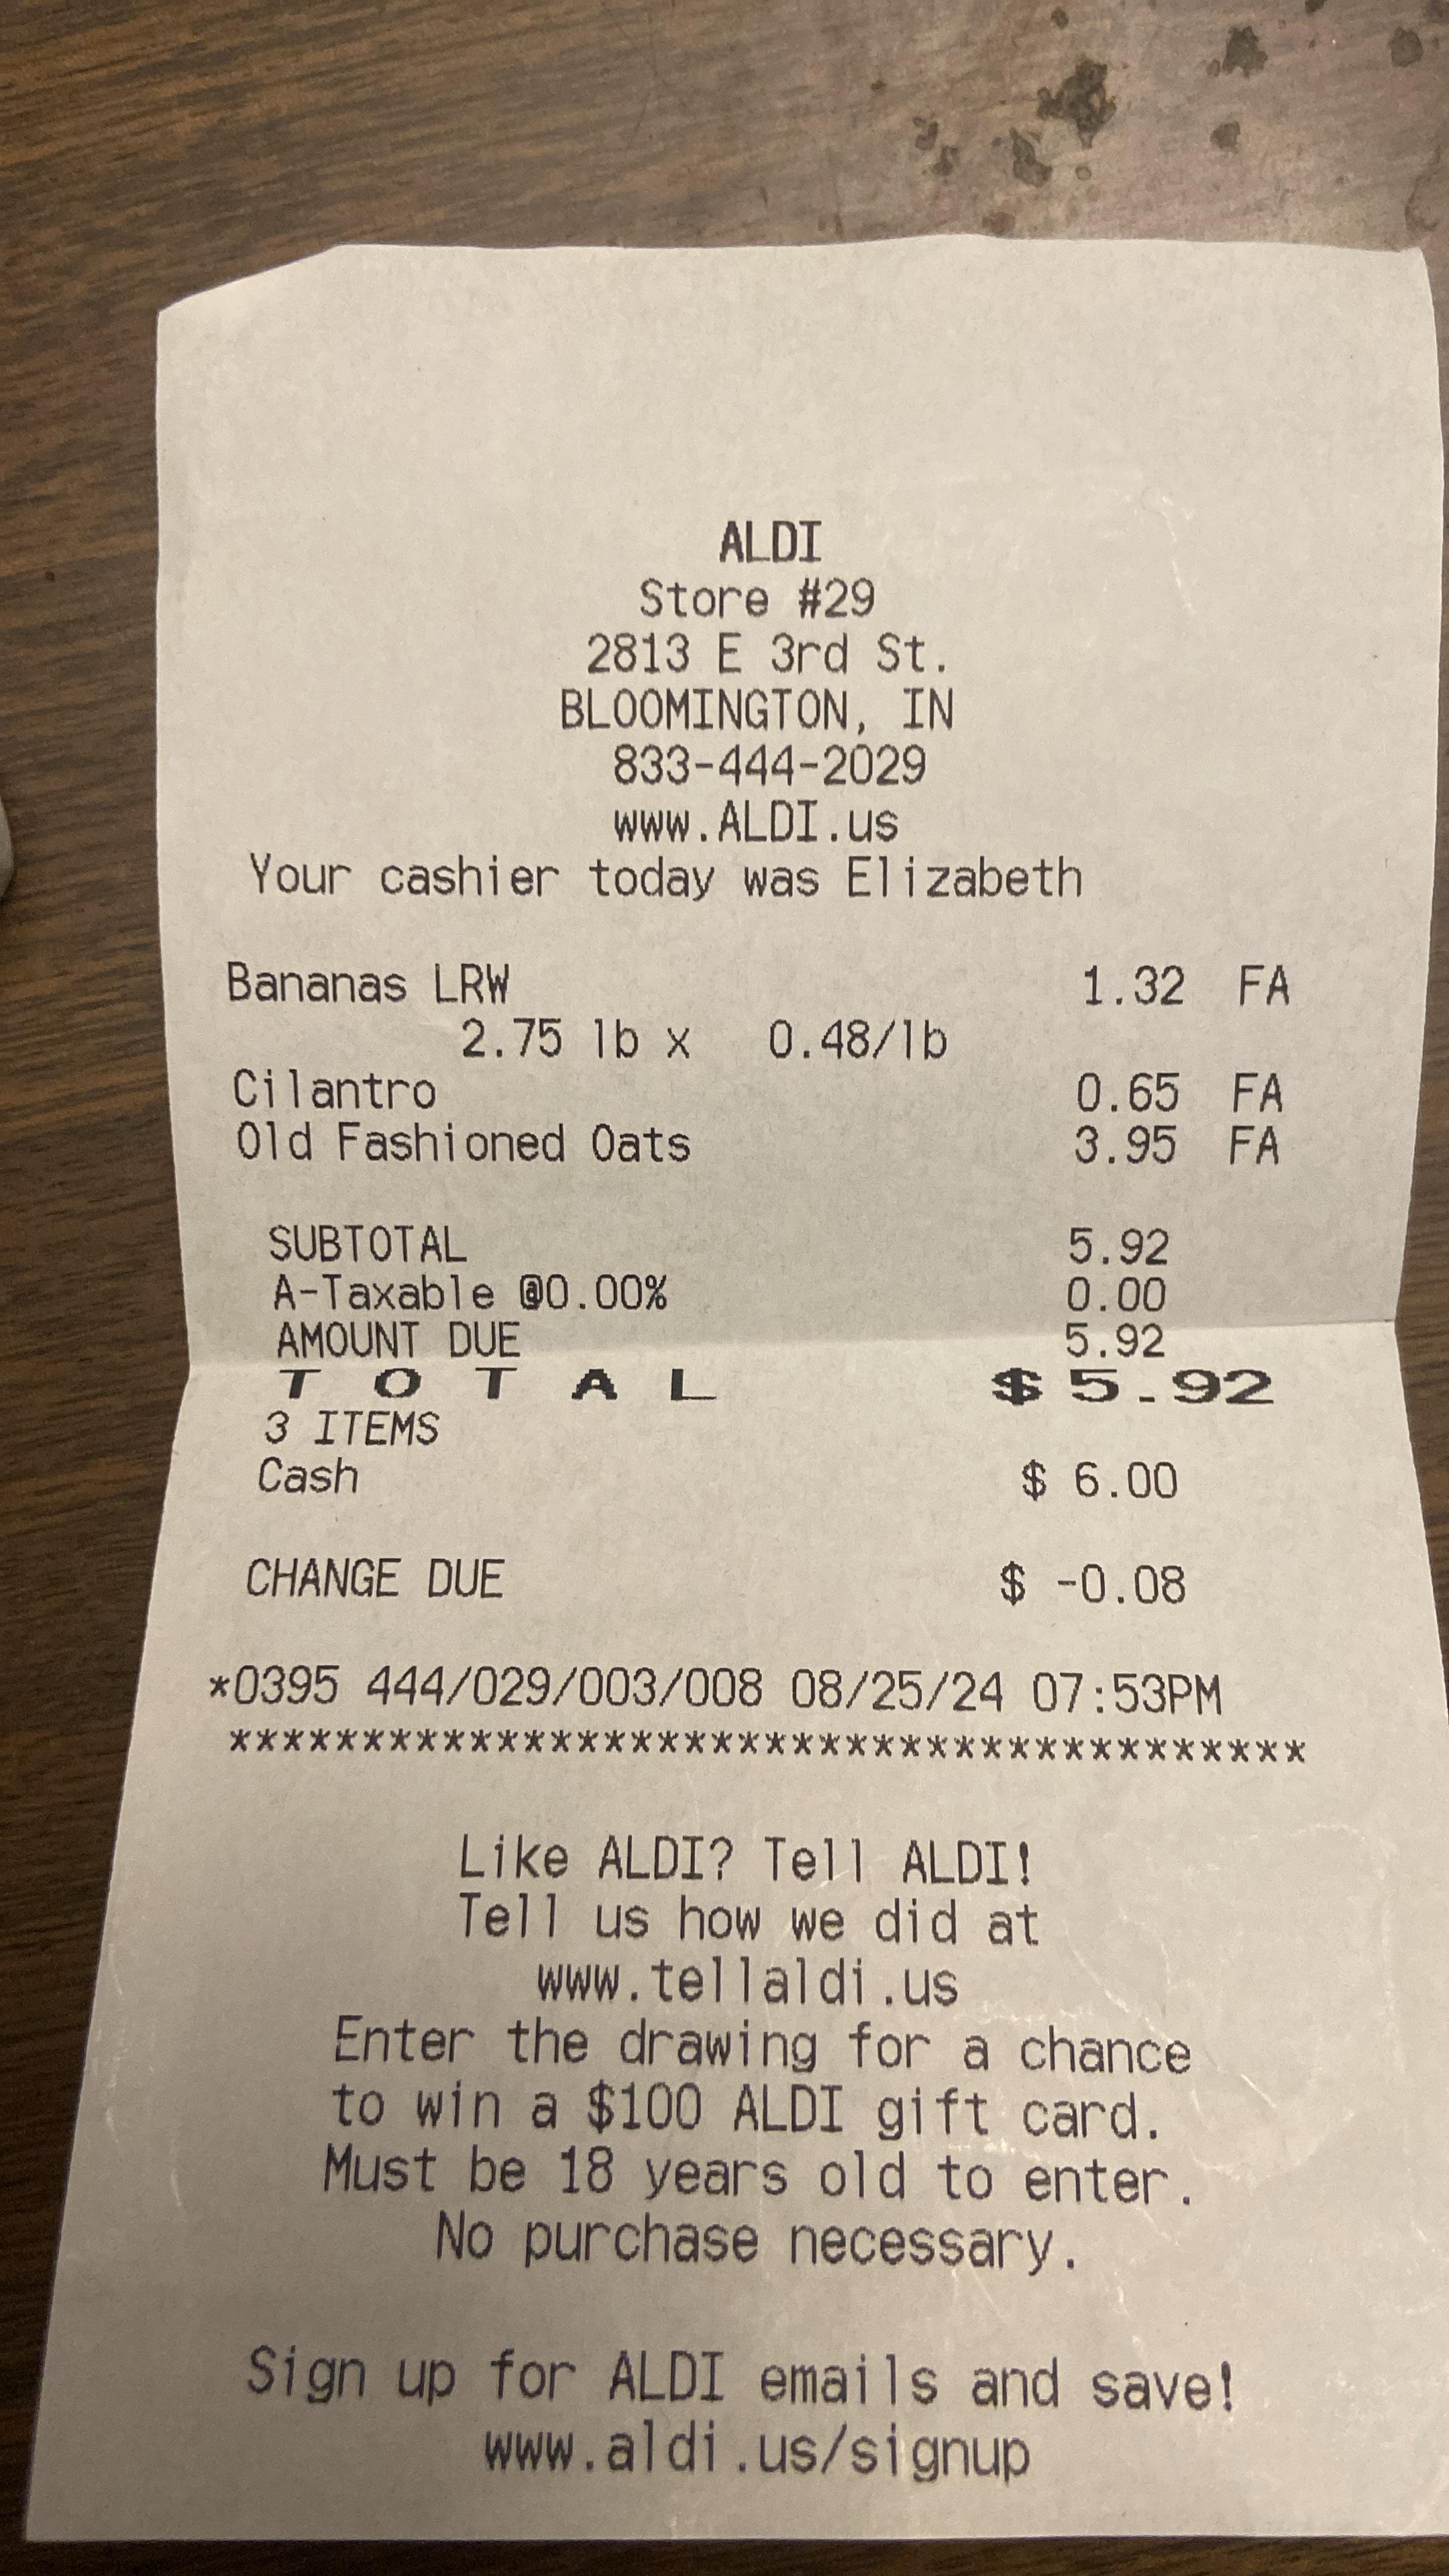 ALDI
Store #29
2813 E 3rd St.
BLOOMINGTON, IN
833-444-2029
www.ALDI.us
Your cashier today was Elizabeth
Bananas LRW 1.32 FA
2.75 lb x 0.48/lb
Cilantro 0.65 FA
Old Fashioned Oats 3.95 FA
SUBTOTAL 5.92
A-Taxable @0.00% 0.00
AMOUNT DUE 5.92
T O T A L $5.92
3 ITEMS
Cash $ 6.00
CHANGE DUE $ -0.08
*0395 444/029/003/008 08/25/24 07:53PM
****************************************
Like ALDI? Tell ALDI!
Tell us how we did at
www.tellaldi.us
Enter the drawing for a chance
to win a $100 ALDI gift card.
Must be 18 years old to enter.
No purchase necessary.
Sign up for ALDI emails and save!
www.aldi.us/signup